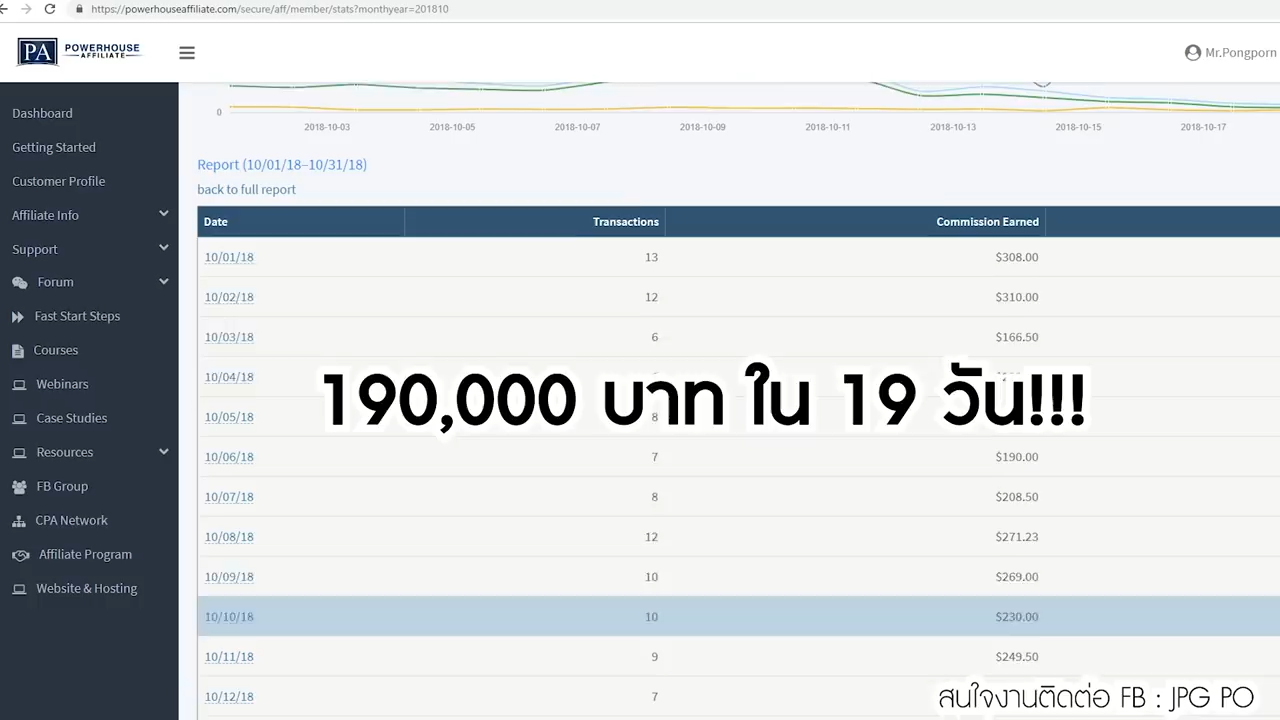 https://powerhouseaffiliate.com/secure/aff/member/stats?monthyear=201810
PA POWERHOUSE AFFILIATE
Mr.Pongporn
Dashboard
Getting Started
Customer Profile
Affiliate Info
Support
Forum
Fast Start Steps
Courses
Webinars
Case Studies
Resources
FB Group
CPA Network
Affiliate Program
Website & Hosting
0
2018-10-03 2018-10-05 2018-10-07 2018-10-09 2018-10-11 2018-10-13 2018-10-15 2018-10-17
Report (10/01/18–10/31/18)
back to full report
Date Transactions Commission Earned
10/01/18 13 $308.00
10/02/18 12 $310.00
10/03/18 6 $166.50
10/04/18
190,000 บาท ใน 19 วัน!!!
10/05/18 8
10/06/18 7 $190.00
10/07/18 8 $208.50
10/08/18 12 $271.23
10/09/18 10 $269.00
10/10/18 10 $230.00
10/11/18 9 $249.50
10/12/18 7
สนใจงานติดต่อ FB : JPG PO